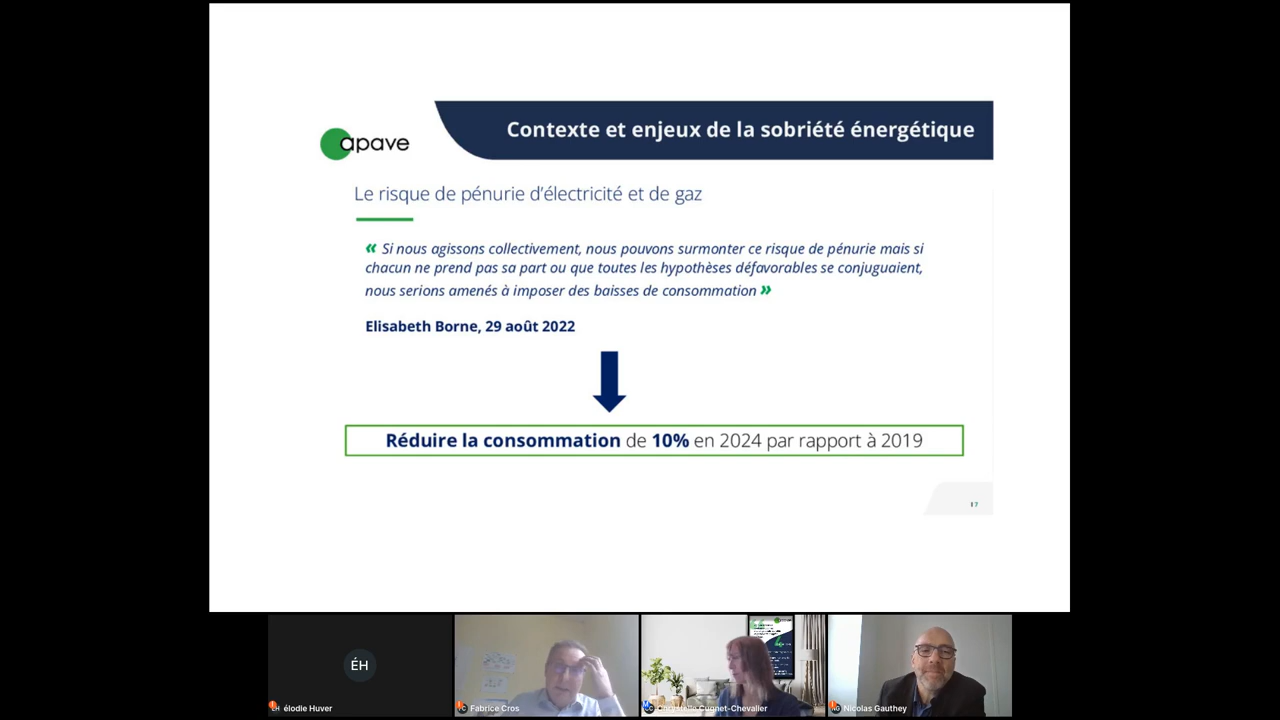 apave
Contexte et enjeux de la sobriété énergétique
Le risque de pénurie d'électricité et de gaz
« Si nous agissons collectivement, nous pouvons surmonter ce risque de pénurie mais si
chacun ne prend pas sa part ou que toutes les hypothèses défavorables se conjuguaient,
nous serions amenés à imposer des baisses de consommation »
Elisabeth Borne, 29 août 2022
Réduire la consommation de 10% en 2024 par rapport à 2019
ÉH
élodie Huver
Fabrice Cros
Cugnet-Chevalier
Nicolas Gauthey